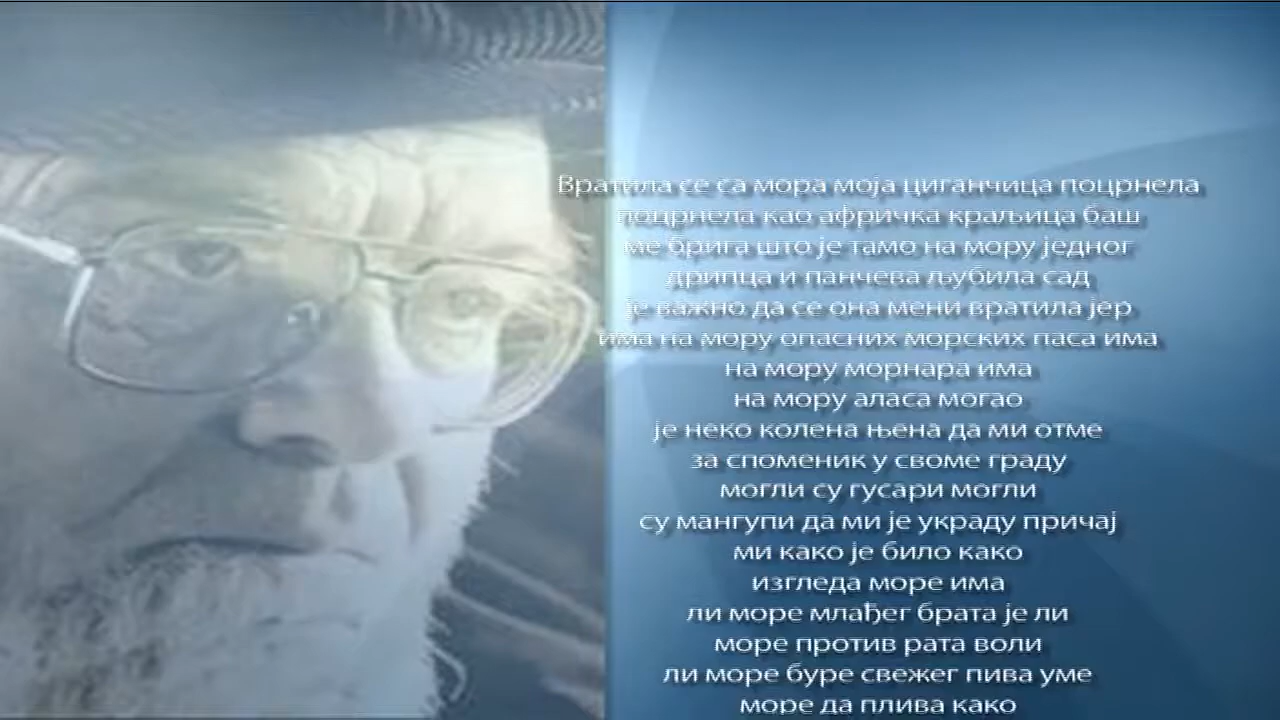 Вратила се са мора моја циганчица поцрнела
поцрнела као афричка краљица баш
ме брига што је тамо на мору једног
дрипца и панчева љубила сад
је важно да се она мени вратила јер
има на мору опасних морских паса има
на мору морнара има
на мору аласа могао
је неко колена њена да ми отме
за споменик у своме граду
могли су гусари могли
су мангупи да ми је украду причај
ми како је било како
изгледа море има
ли море млађег брата је ли
море против рата воли
ли море буре свежег пива уме
море да плива како